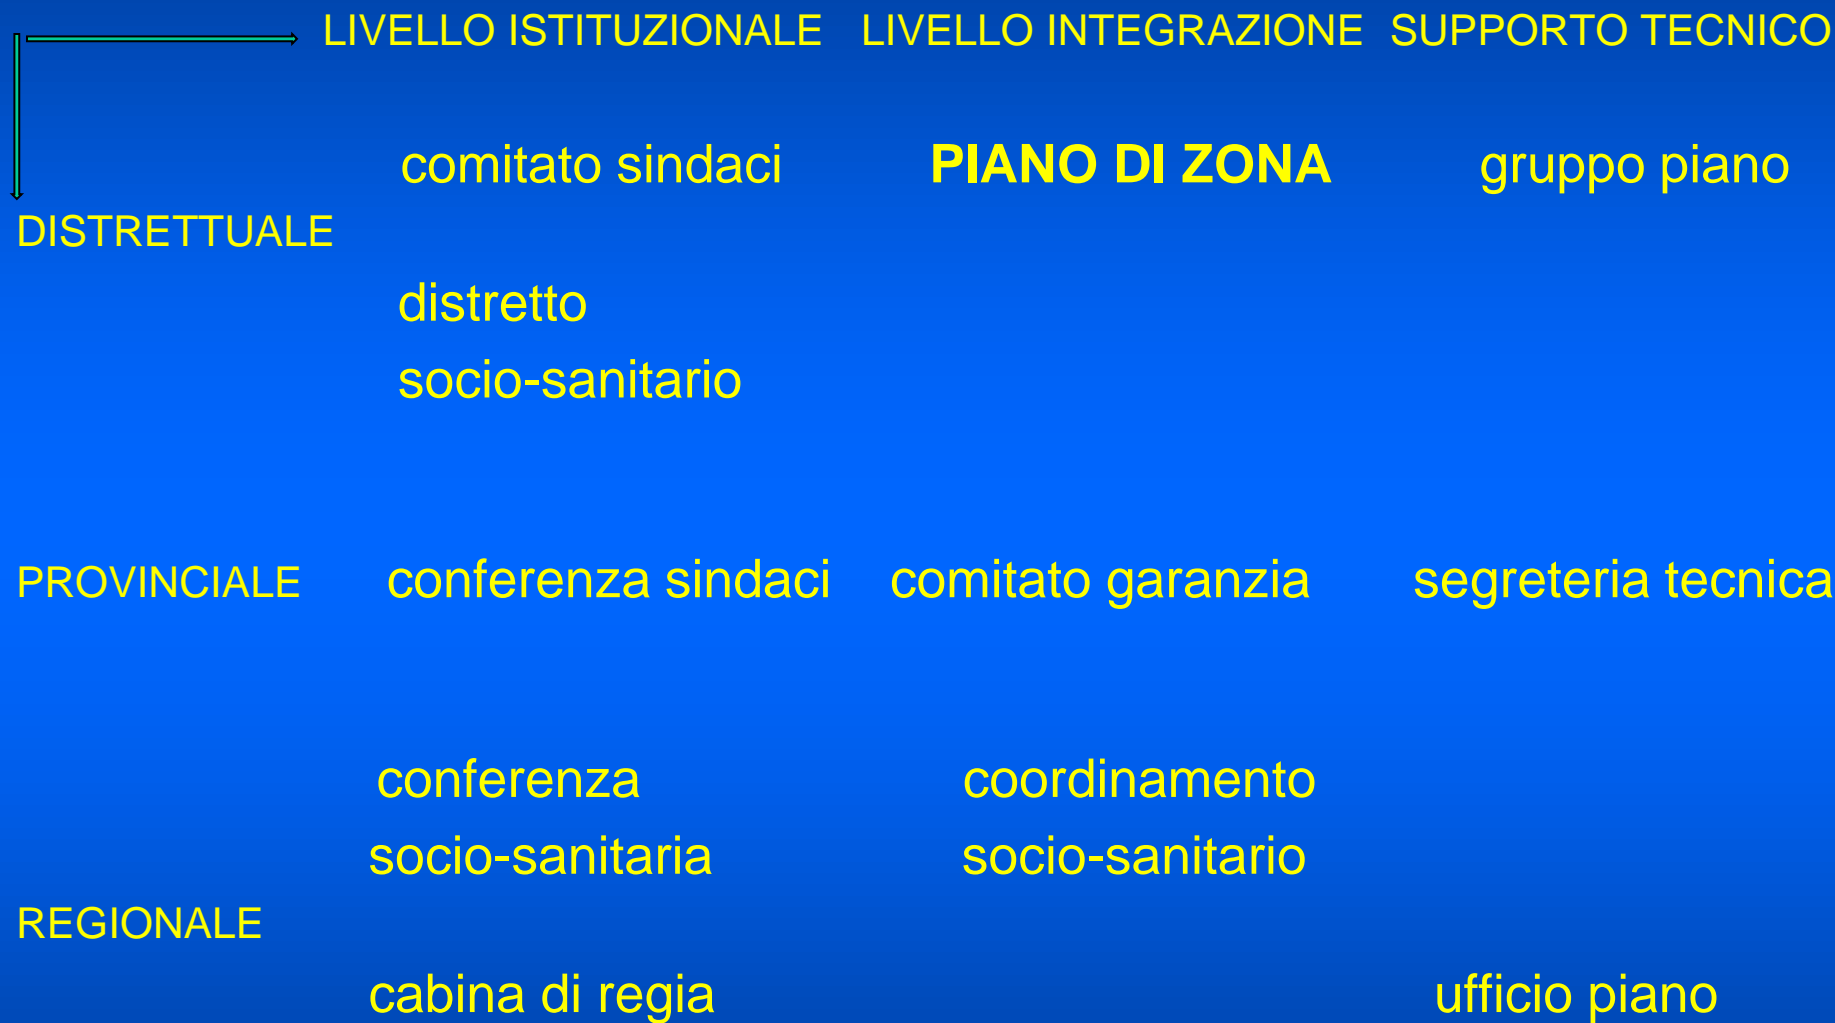 LIVELLO ISTITUZIONALE LIVELLO INTEGRAZIONE SUPPORTO TECNICO
comitato sindaci PIANO DI ZONA gruppo piano
DISTRETTUALE
distretto
socio-sanitario
PROVINCIALE conferenza sindaci comitato garanzia segreteria tecnica
conferenza coordinamento
socio-sanitaria socio-sanitario
REGIONALE
cabina di regia ufficio piano